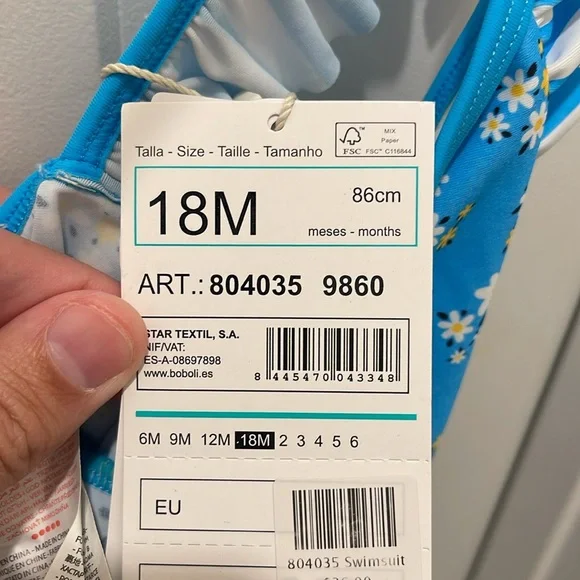 Talla - Size - Taille - Tamanho
FSC
MIX
Paper
FSC™ C116844
18M
86cm
meses - months
ART.: 804035 9860
STAR TEXTIL, S.A.
NIF/VAT:
ES-A-08697898
www.boboli.es
8 445470 043348
6M 9M 12M 18M 2 3 4 5 6
EU
804035 Swimsuit